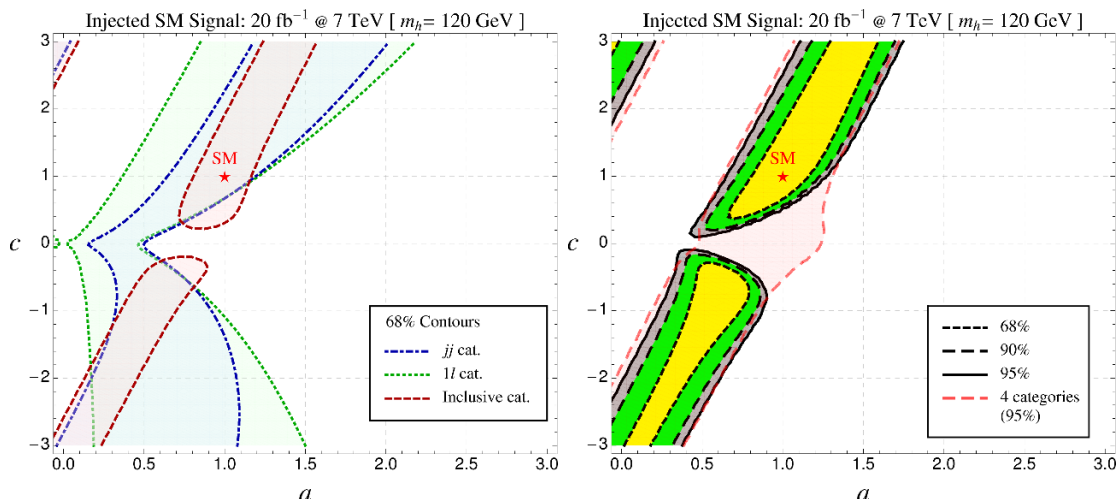 Injected SM Signal: 20 fb⁻¹ @ 7 TeV [ mₕ= 120 GeV ]
3
2
1
0
−1
−2
−3
c
SM
68% Contours
jj cat.
1l cat.
Inclusive cat.
0.0 0.5 1.0 1.5 2.0 2.5 3.0
a
Injected SM Signal: 20 fb⁻¹ @ 7 TeV [ mₕ= 120 GeV ]
3
2
1
0
−1
−2
−3
c
SM
68%
90%
95%
4 categories
(95%)
0.0 0.5 1.0 1.5 2.0 2.5 3.0
a